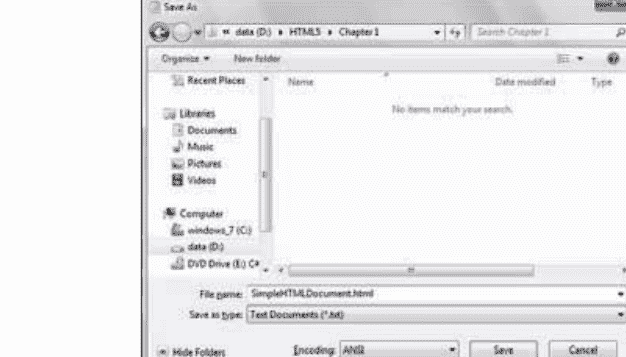 Save As
« data (D:) ▸ HTML5 ▸ Chapter 1
Search Chapter 1
Organize New folder
Recent Places
Libraries
Documents
Music
Pictures
Videos
Computer
windows_7 (C:)
data (D:)
DVD Drive (E:)
Name Date modified Type
No items match your search.
File name: SimpleHTMLDocument.html
Save as type: Text Documents (*.txt)
Hide Folders Encoding: ANSI Save Cancel